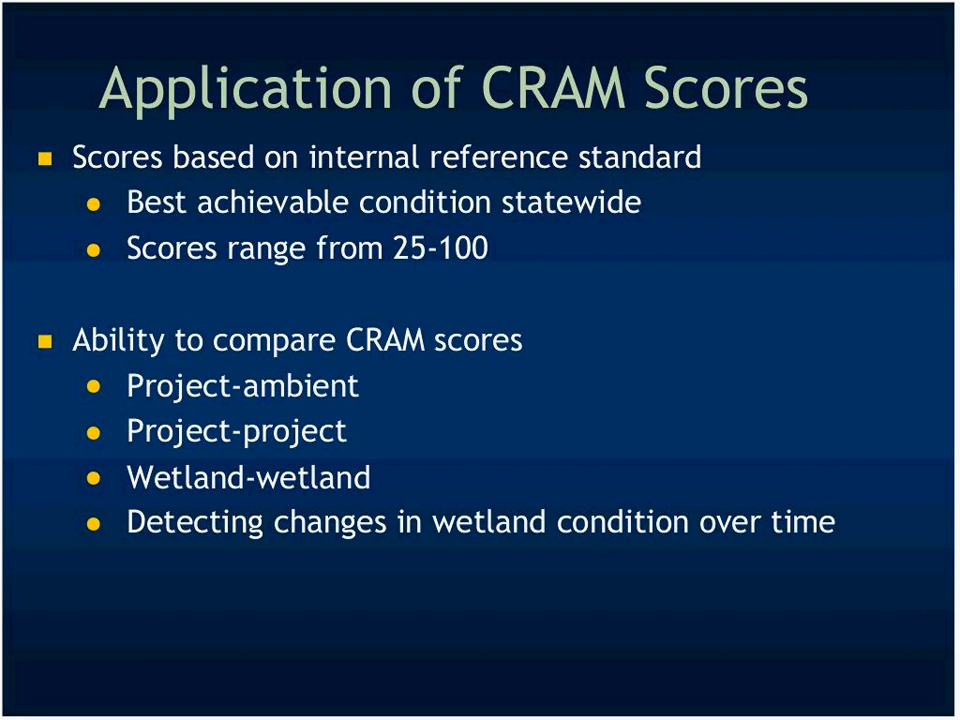 Application of CRAM Scores
Scores based on internal reference standard
Best achievable condition statewide
Scores range from 25-100
Ability to compare CRAM scores
Project-ambient
Project-project
Wetland-wetland
Detecting changes in wetland condition over time